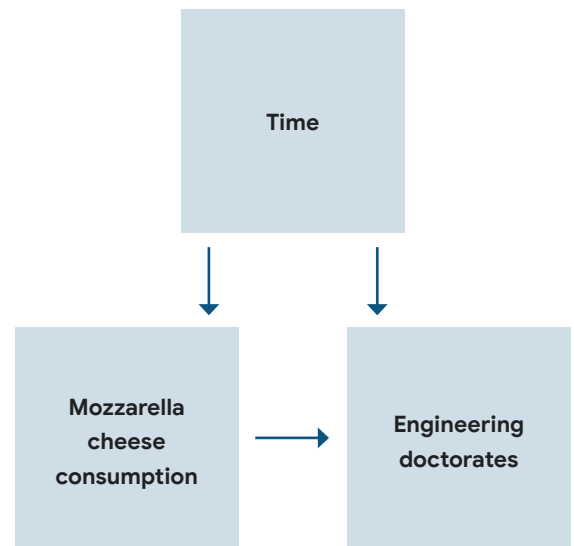 Time
Mozzarella
cheese
consumption
Engineering
doctorates